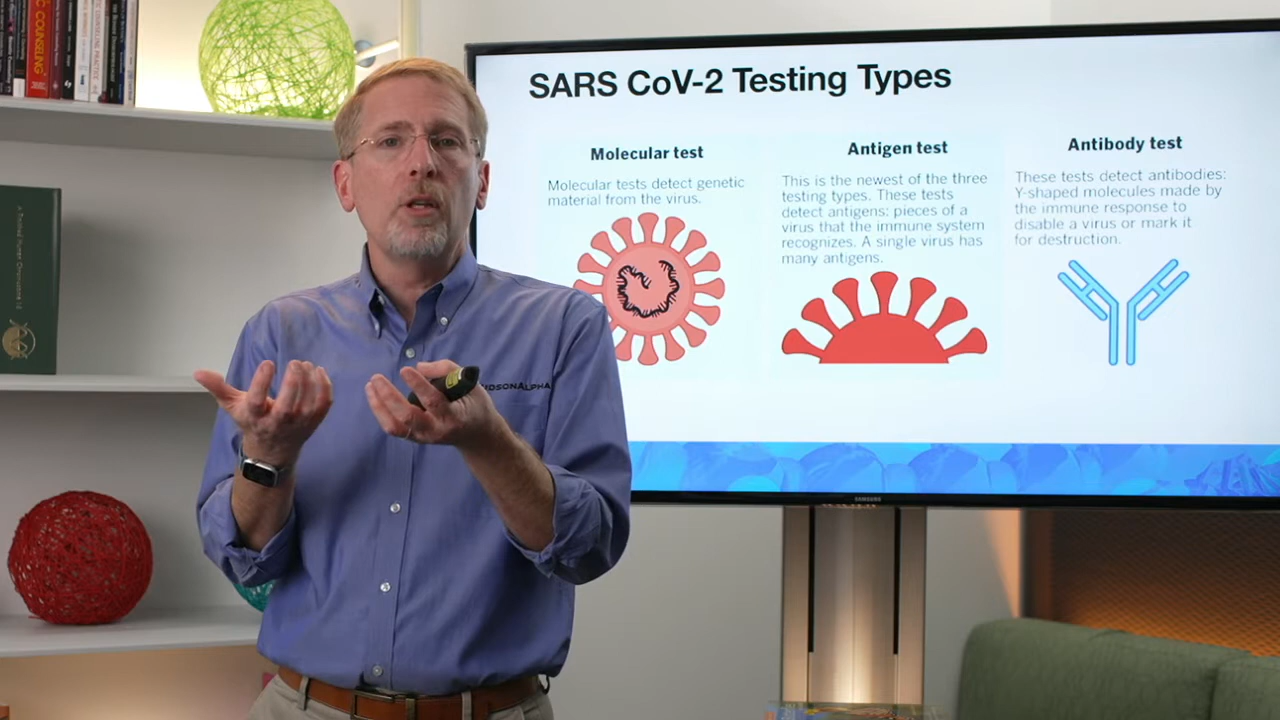 SARS CoV-2 Testing Types
Molecular test
Molecular tests detect genetic
material from the virus.
Antigen test
This is the newest of the three
testing types. These tests
detect antigens: pieces of a
virus that the immune system
recognizes. A single virus has
many antigens.
Antibody test
These tests detect antibodies:
Y-shaped molecules made by
the immune response to
disable a virus or mark it
for destruction.
SAMSUNG
COUNSELING